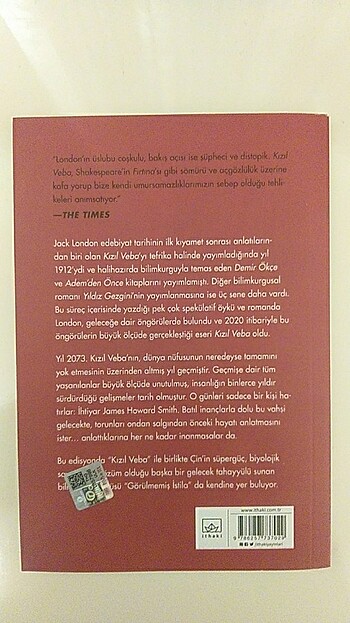 "London'ın üslubu coşkulu, bakış açısı ise şüpheci ve distopik. Kızıl
Veba, Shakespeare'in Fırtına'sı gibi sömürü ve açgözlülük üzerine
kafa yorup bize kendi umursamazlıklarımızın sebep olduğu tehli-
keleri anımsatıyor."
—THE TIMES
Jack London edebiyat tarihinin ilk kıyamet sonrası anlatıların-
dan biri olan Kızıl Veba'yı tefrika halinde yayımladığında yıl
1912'ydi ve halihazırda bilimkurguyla temas eden Demir Ökçe
ve Adem'den Önce kitaplarını yayımlamıştı. Diğer bilimkurgusal
romanı Yıldız Gezgini'nin yayımlanmasına ise üç sene daha vardı.
Bu süreç içerisinde yazdığı pek çok spekülatif öykü ve romanda
London, geleceğe dair öngörülerde bulundu ve 2020 itibariyle bu
öngörülerin büyük ölçüde gerçekleştiği eseri Kızıl Veba oldu.
Yıl 2073. Kızıl Veba'nın, dünya nüfusunun neredeyse tamamını
yok etmesinin üzerinden altmış yıl geçmiştir. Geçmişe dair tüm
yaşanılanlar büyük ölçüde unutulmuş, insanlığın binlerce yıldır
sürdürdüğü gelişmeler tarih olmuştur. O günleri sadece bir kişi ha-
tırlar: İhtiyar James Howard Smith. Batıl inançlarla dolu bu vahşi
gelecekte, torunları ondan salgından önceki hayatı anlatmasını
ister... anlattıklarına her ne kadar inanmasalar da.
Bu edisyonda "Kızıl Veba" ile birlikte Çin'in süpergüç, biyolojik
sa züm olduğu başka bir gelecek tahayyülü sunan
bili üsü "Görülmemiş İstila" da kendine yer buluyor.
ithaki
www.ithaki.com.tr
9 786257 737029
ithakiyayinlari